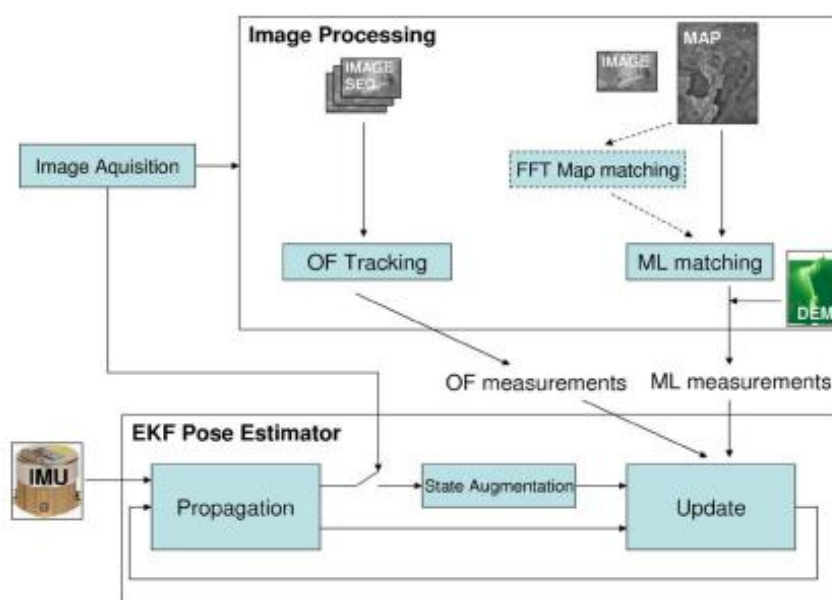 Image Processing
IMAGE
SEQ
IMAGE
MAP
Image Aquisition
FFT Map matching
OF Tracking
ML matching
DEM
OF measurements
ML measurements
EKF Pose Estimator
IMU
Propagation
State Augmentation
Update